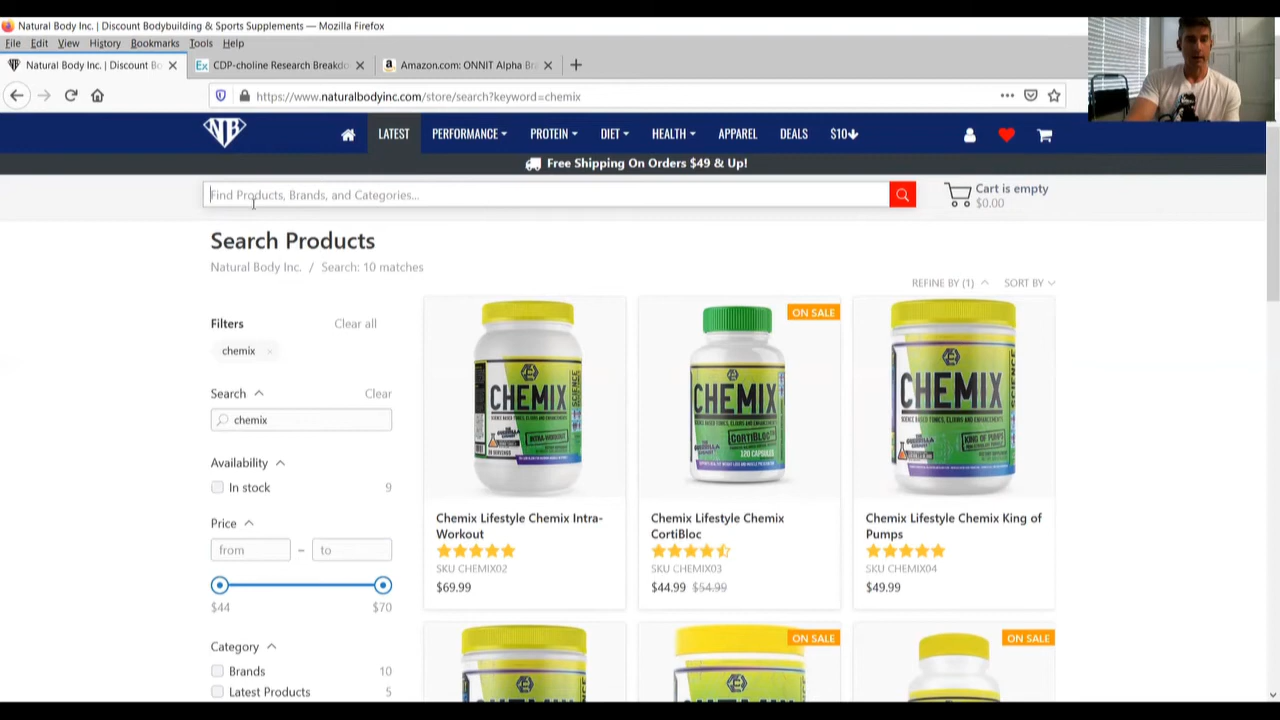 Natural Body Inc. | Discount Bodybuilding & Sports Supplements — Mozilla Firefox
File Edit View History Bookmarks Tools Help
Natural Body Inc. | Discount Bo CDP-choline Research Breakdo Amazon.com: ONNIT Alpha Br
https://www.naturalbodyinc.com/store/search?keyword=chemix
NB LATEST PERFORMANCE PROTEIN DIET HEALTH APPAREL DEALS $10
Free Shipping On Orders $49 & Up!
Find Products, Brands, and Categories...
Cart is empty
$0.00
Search Products
Natural Body Inc. / Search: 10 matches
REFINE BY (1) SORT BY
Filters Clear all
chemix ×
Search Clear
chemix
Availability
In stock 9
Price
from – to
$44 $70
Category
Brands 10
Latest Products 5
CHEMIX
INTRA-WORKOUT
Chemix Lifestyle Chemix Intra-
Workout
SKU CHEMIX02
$69.99
ON SALE
CHEMIX
CORTIBLOC
120 CAPSULES
Chemix Lifestyle Chemix
CortiBloc
SKU CHEMIX03
$44.99 $54.99
CHEMIX
KING OF PUMPS
Chemix Lifestyle Chemix King of
Pumps
SKU CHEMIX04
$49.99
ON SALE
ON SALE